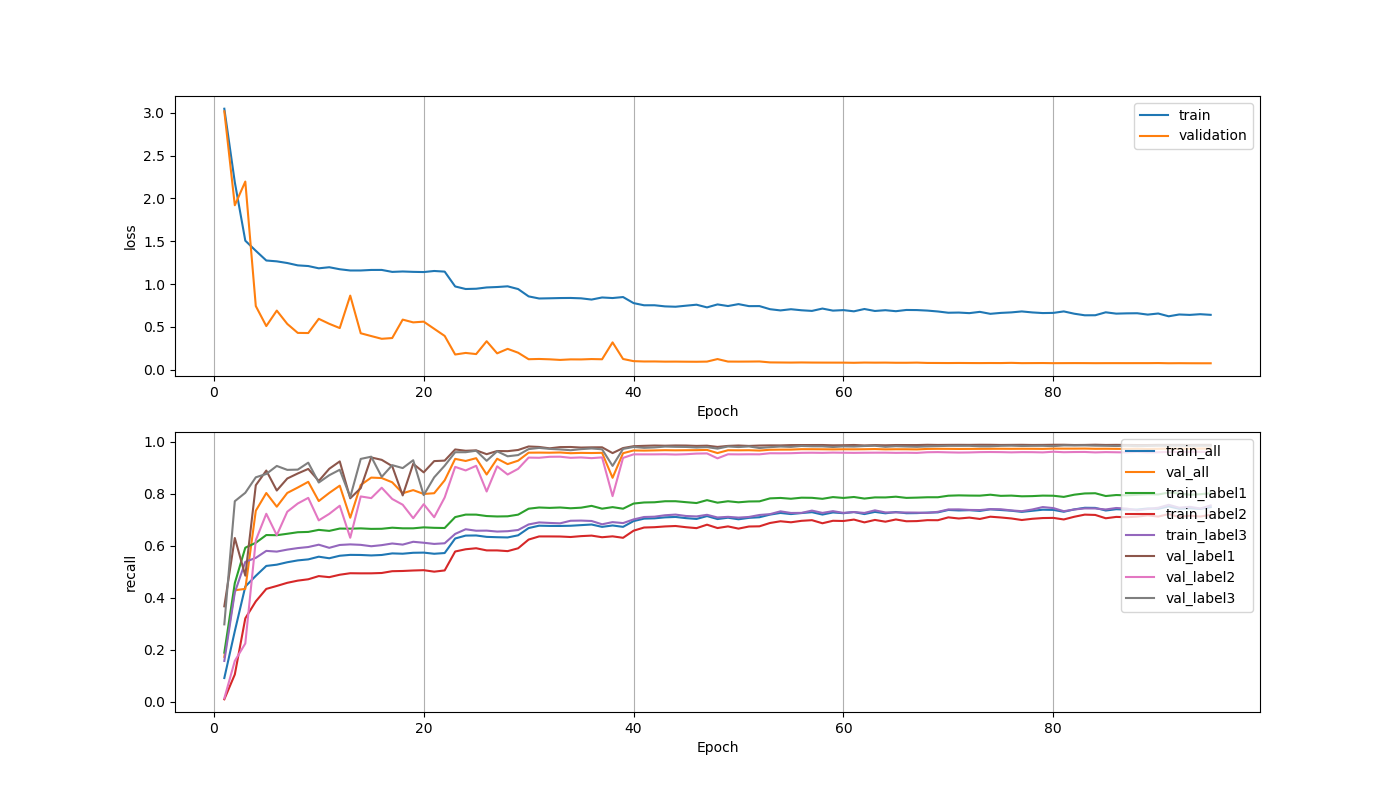 3.0
2.5
2.0
1.5
1.0
0.5
0.0
loss
train
validation
0 20 40 60 80
Epoch
1.0
0.8
0.6
0.4
0.2
0.0
recall
train_all
val_all
train_label1
train_label2
train_label3
val_label1
val_label2
val_label3
0 20 40 60 80
Epoch